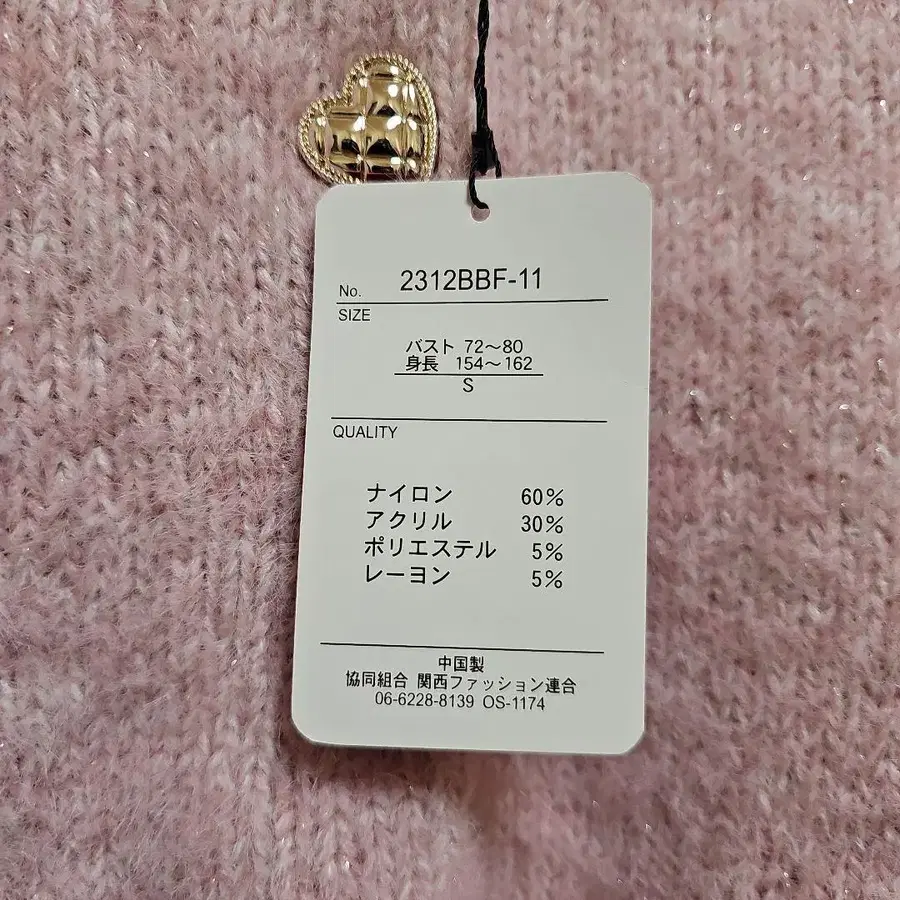 No. 2312BBF-11
SIZE
バスト 72～80
身長 154～162
S
QUALITY
ナイロン 60%
アクリル 30%
ポリエステル 5%
レーヨン 5%
中国製
協同組合 関西ファッション連合
06-6228-8139 OS-1174